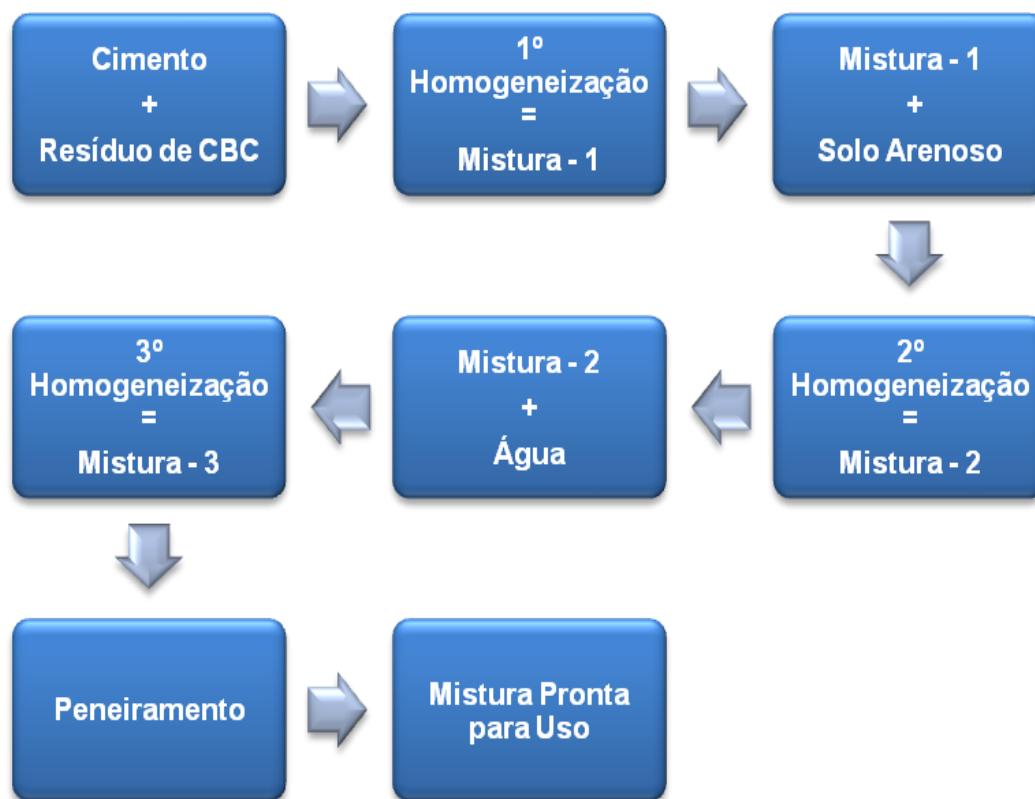 Cimento
+
Resíduo de CBC
1º
Homogeneização
=
Mistura - 1
Mistura - 1
+
Solo Arenoso
2º
Homogeneização
=
Mistura - 2
Mistura - 2
+
Água
3º
Homogeneização
=
Mistura - 3
Peneiramento
Mistura Pronta
para Uso